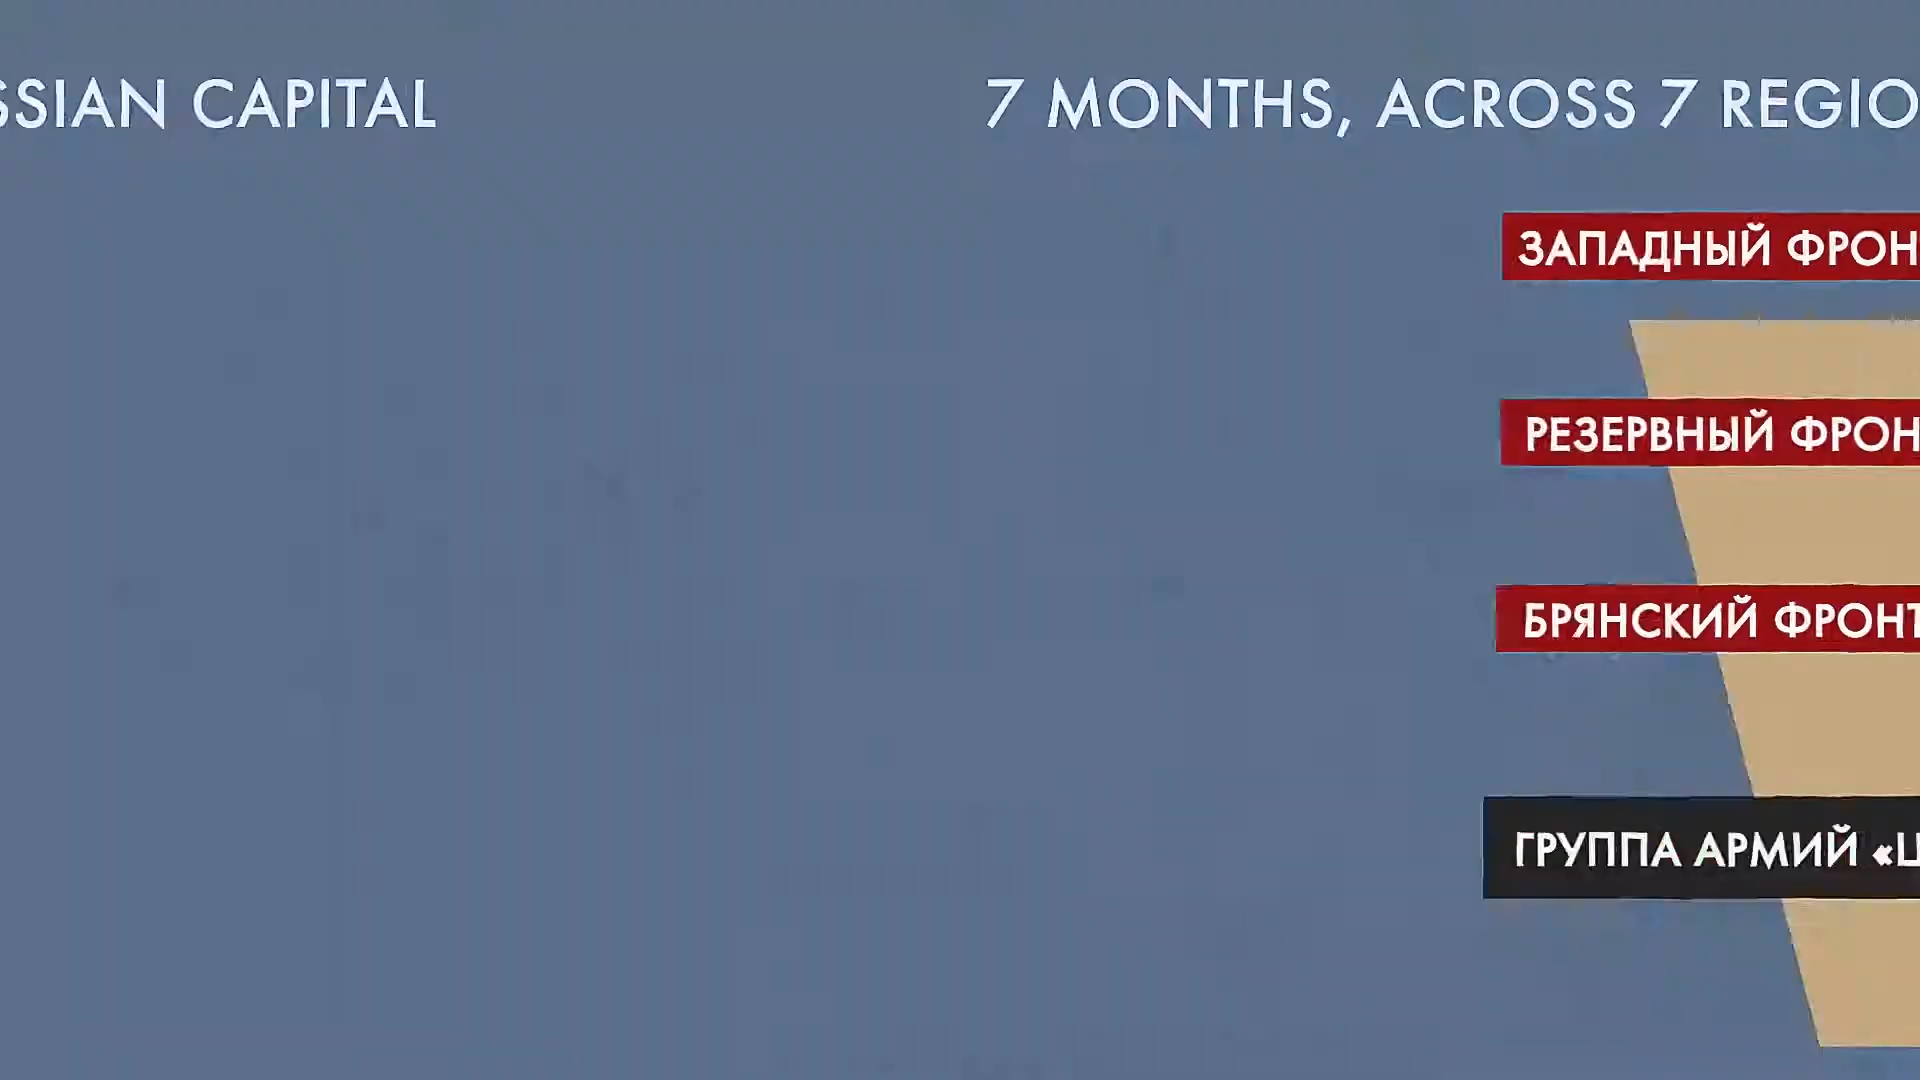 SSIAN CAPITAL
7 MONTHS, ACROSS 7 REGIO
ЗАПАДНЫЙ ФРОН
РЕЗЕРВНЫЙ ФРОН
БРЯНСКИЙ ФРОНТ
ГРУППА АРМИЙ «Ц